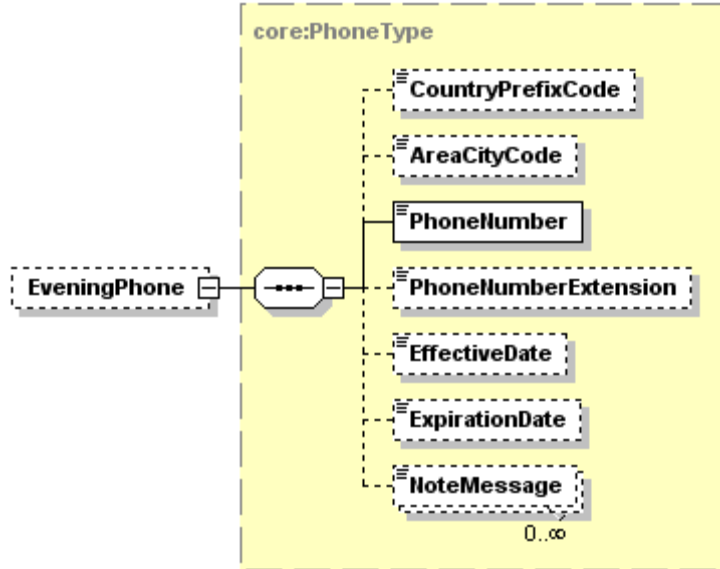 core:PhoneType
CountryPrefixCode
AreaCityCode
PhoneNumber
EveningPhone
PhoneNumberExtension
EffectiveDate
ExpirationDate
NoteMessage
0..∞